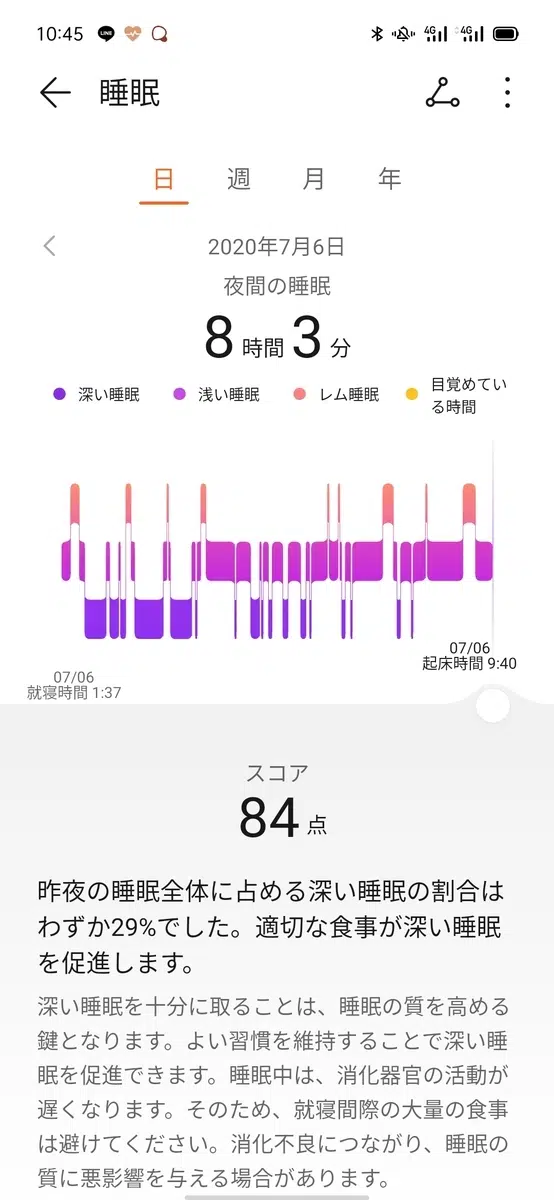 10:45 LINE 4G 4G
睡眠
日 週 月 年
2020年7月6日
夜間の睡眠
8 時間 3 分
深い睡眠 浅い睡眠 レム睡眠 目覚めてい
る時間
07/06
起床時間 9:40
07/06
就寝時間 1:37
スコア
84 点
昨夜の睡眠全体に占める深い睡眠の割合は
わずか29%でした。適切な食事が深い睡眠
を促進します。
深い睡眠を十分に取ることは、睡眠の質を高める
鍵となります。よい習慣を維持することで深い睡
眠を促進できます。睡眠中は、消化器官の活動が
遅くなります。そのため、就寝間際の大量の食事
は避けてください。消化不良につながり、睡眠の
質に悪影響を与える場合があります。